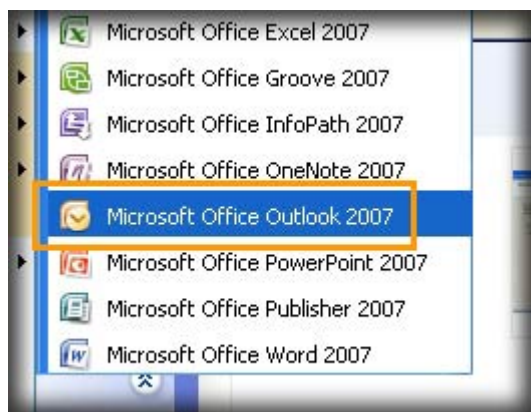 Microsoft Office Excel 2007
Microsoft Office Groove 2007
Microsoft Office InfoPath 2007
Microsoft Office OneNote 2007
Microsoft Office Outlook 2007
Microsoft Office PowerPoint 2007
Microsoft Office Publisher 2007
Microsoft Office Word 2007